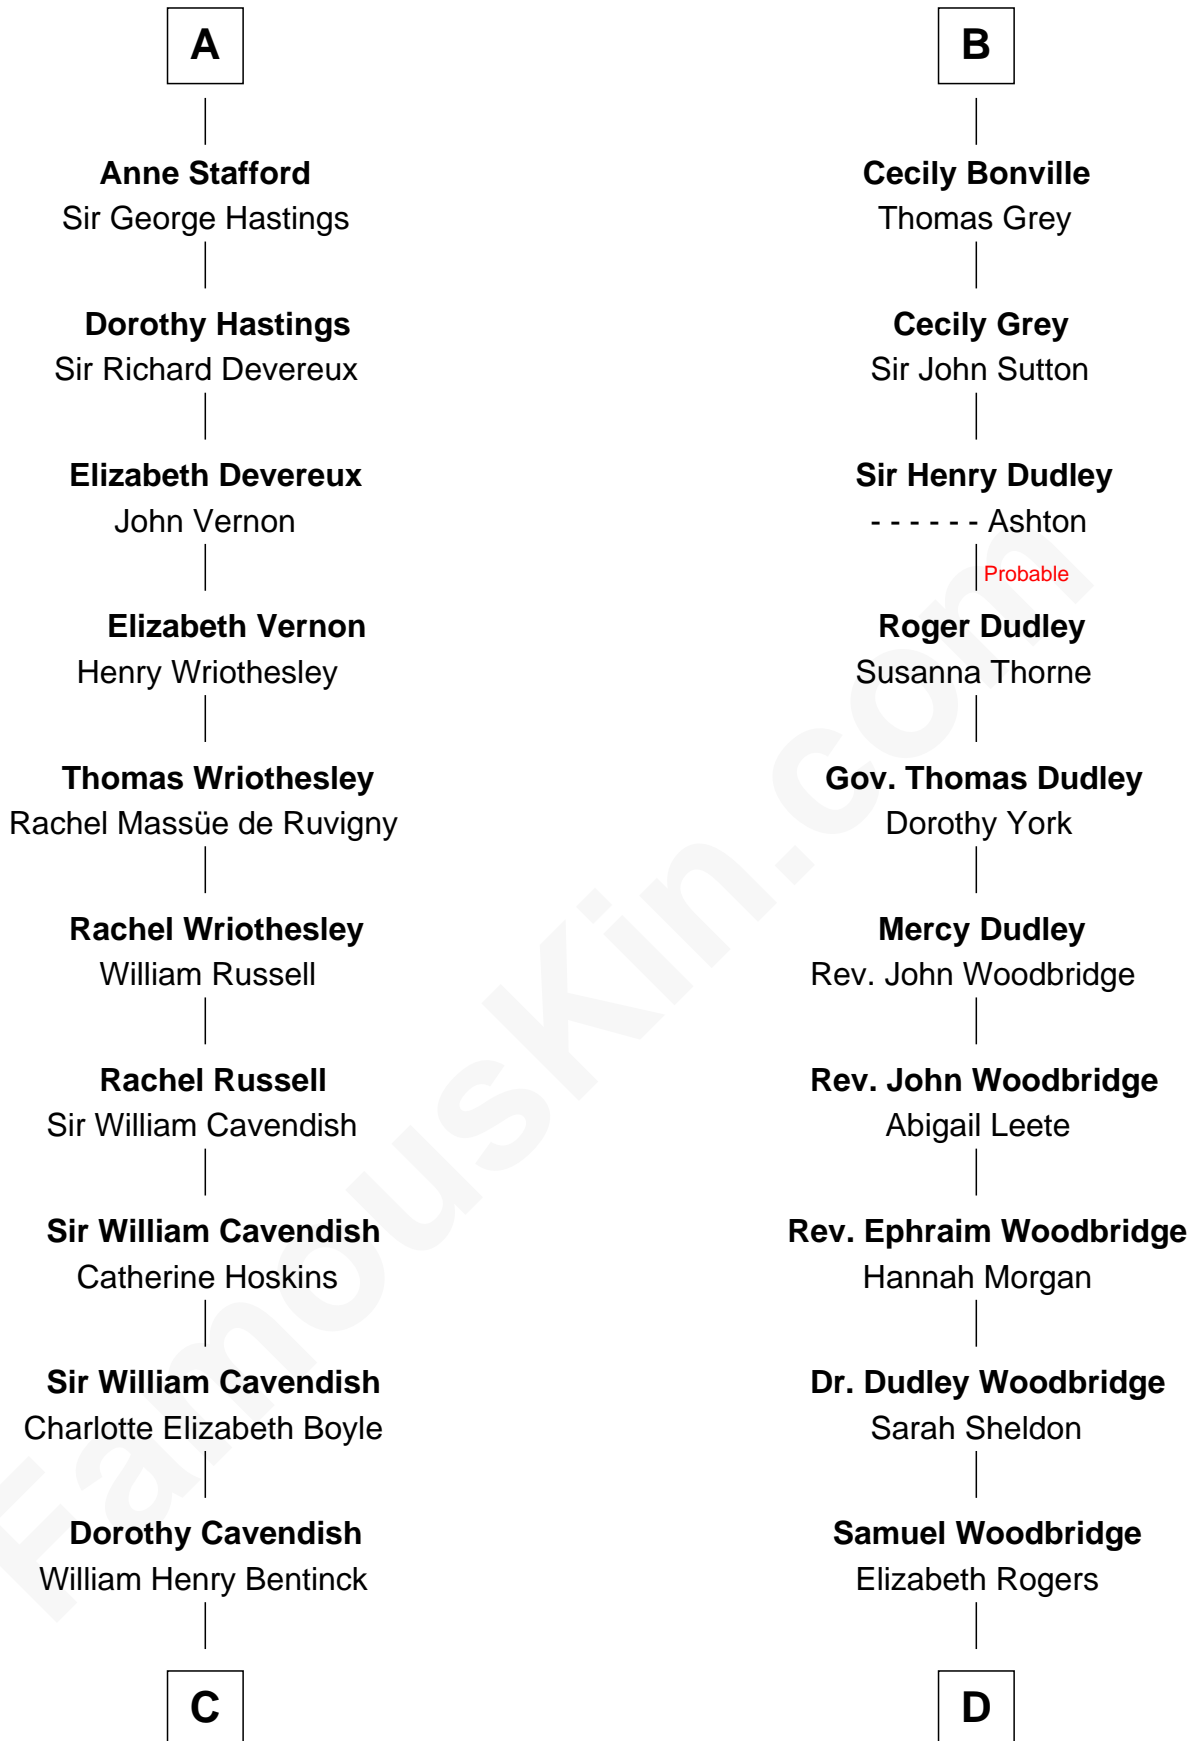 A
Anne Stafford
Sir George Hastings
Dorothy Hastings
Sir Richard Devereux
Elizabeth Devereux
John Vernon
Elizabeth Vernon
Henry Wriothesley
Thomas Wriothesley
Rachel Massüe de Ruvigny
Rachel Wriothesley
William Russell
Rachel Russell
Sir William Cavendish
Sir William Cavendish
Catherine Hoskins
Sir William Cavendish
Charlotte Elizabeth Boyle
Dorothy Cavendish
William Henry Bentinck
C
B
Cecily Bonville
Thomas Grey
Cecily Grey
Sir John Sutton
Sir Henry Dudley
- - - - - - Ashton
Probable
Roger Dudley
Susanna Thorne
Gov. Thomas Dudley
Dorothy York
Mercy Dudley
Rev. John Woodbridge
Rev. John Woodbridge
Abigail Leete
Rev. Ephraim Woodbridge
Hannah Morgan
Dr. Dudley Woodbridge
Sarah Sheldon
Samuel Woodbridge
Elizabeth Rogers
D
FamousKin.com